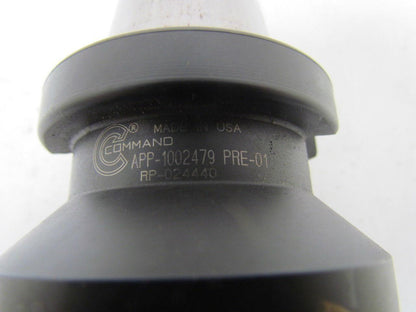 ® MADE IN USA
COMMAND
APP-1002479 PRE-01
RP-024440